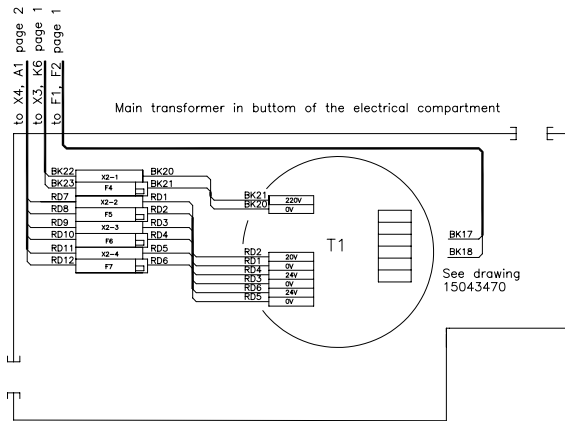 to X4, A1 page 2
to X3, K6 page 1
to F1, F2 page 1
Main transformer in buttom of the electrical compartment
BK22 X2-1 BK20
BK23 F4 BK21
RD7 X2-2 RD1
RD8 F5 RD2
RD9 X2-3 RD3
RD10 F6 RD4
RD11 X2-4 RD5
RD12 F7 RD6
BK21 220V
BK20 0V
RD2 20V
RD1 0V
RD4 24V
RD3 0V
RD6 24V
RD5 0V
T1
BK17
BK18
See drawing
15043470